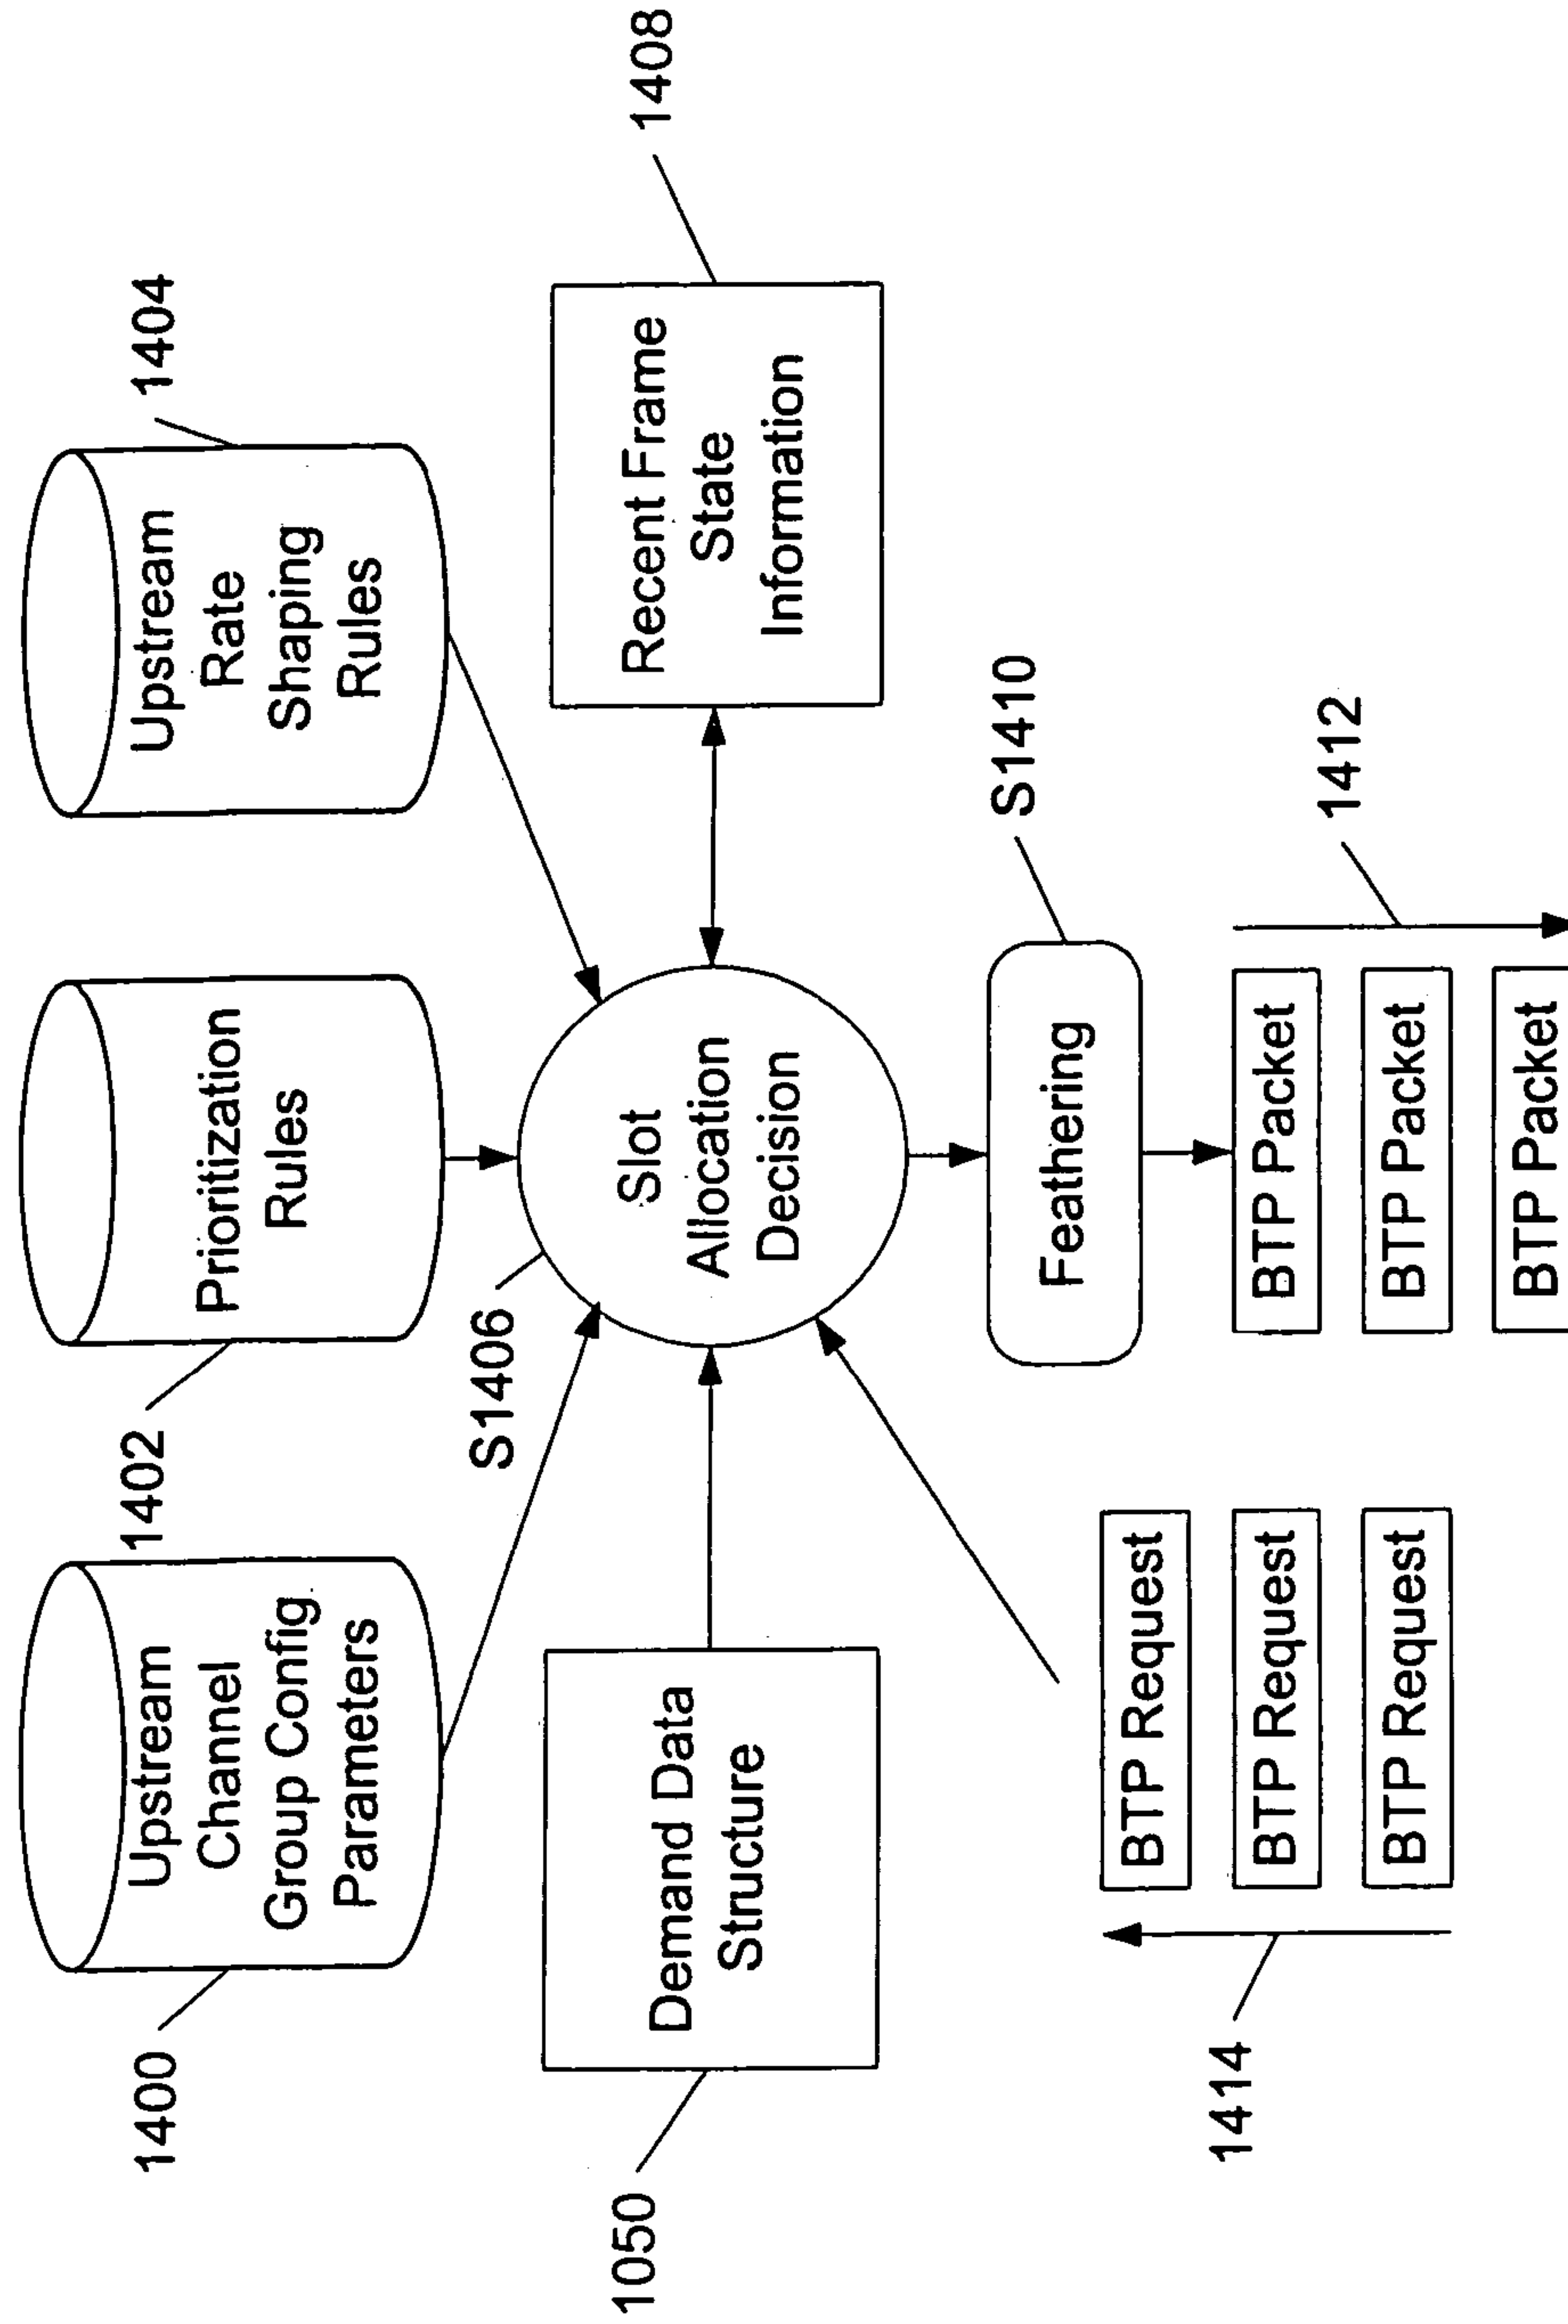 1400
Upstream
Channel
Group Config
Parameters
1402
Prioritization
Rules
Upstream
Rate
Shaping
Rules
1404
1050
Demand Data
Structure
S1406
Slot
Allocation
Decision
Recent Frame
State
Information
1408
Feathering
S1410
1414
BTP Request
BTP Request
BTP Request
BTP Packet
BTP Packet
BTP Packet
1412